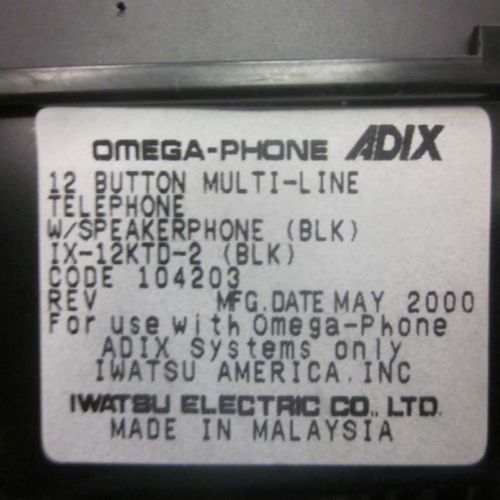 OMEGA-PHONE ADIX
12 BUTTON MULTI-LINE
TELEPHONE
W/SPEAKERPHONE (BLK)
IX-12KTD-2 (BLK)
CODE 104203
REV MFG.DATE MAY 2000
For use with Omega-Phone
ADIX Systems only
IWATSU AMERICA. INC
IWATSU ELECTRIC CO., LTD.
MADE IN MALAYSIA